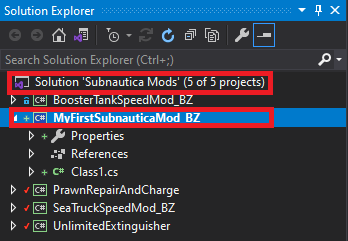 Solution Explorer
Search Solution Explorer (Ctrl+;)
Solution 'Subnautica Mods' (5 of 5 projects)
C# BoosterTankSpeedMod_BZ
C# MyFirstSubnauticaMod_BZ
Properties
References
C# Class1.cs
C# PrawnRepairAndCharge
C# SeaTruckSpeedMod_BZ
C# UnlimitedExtinguisher